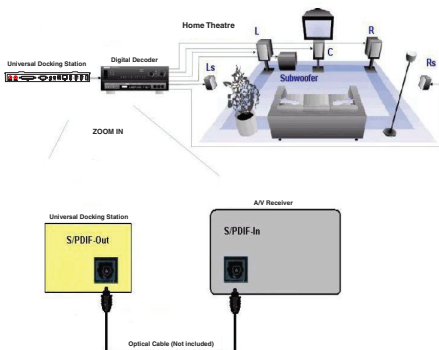 Home Theatre
L
R
C
Universal Docking Station
Digital Decoder
Ls
Subwoofer
Rs
ZOOM IN
Universal Docking Station
A/V Receiver
S/PDIF-Out
S/PDIF-In
Optical Cable (Not included)